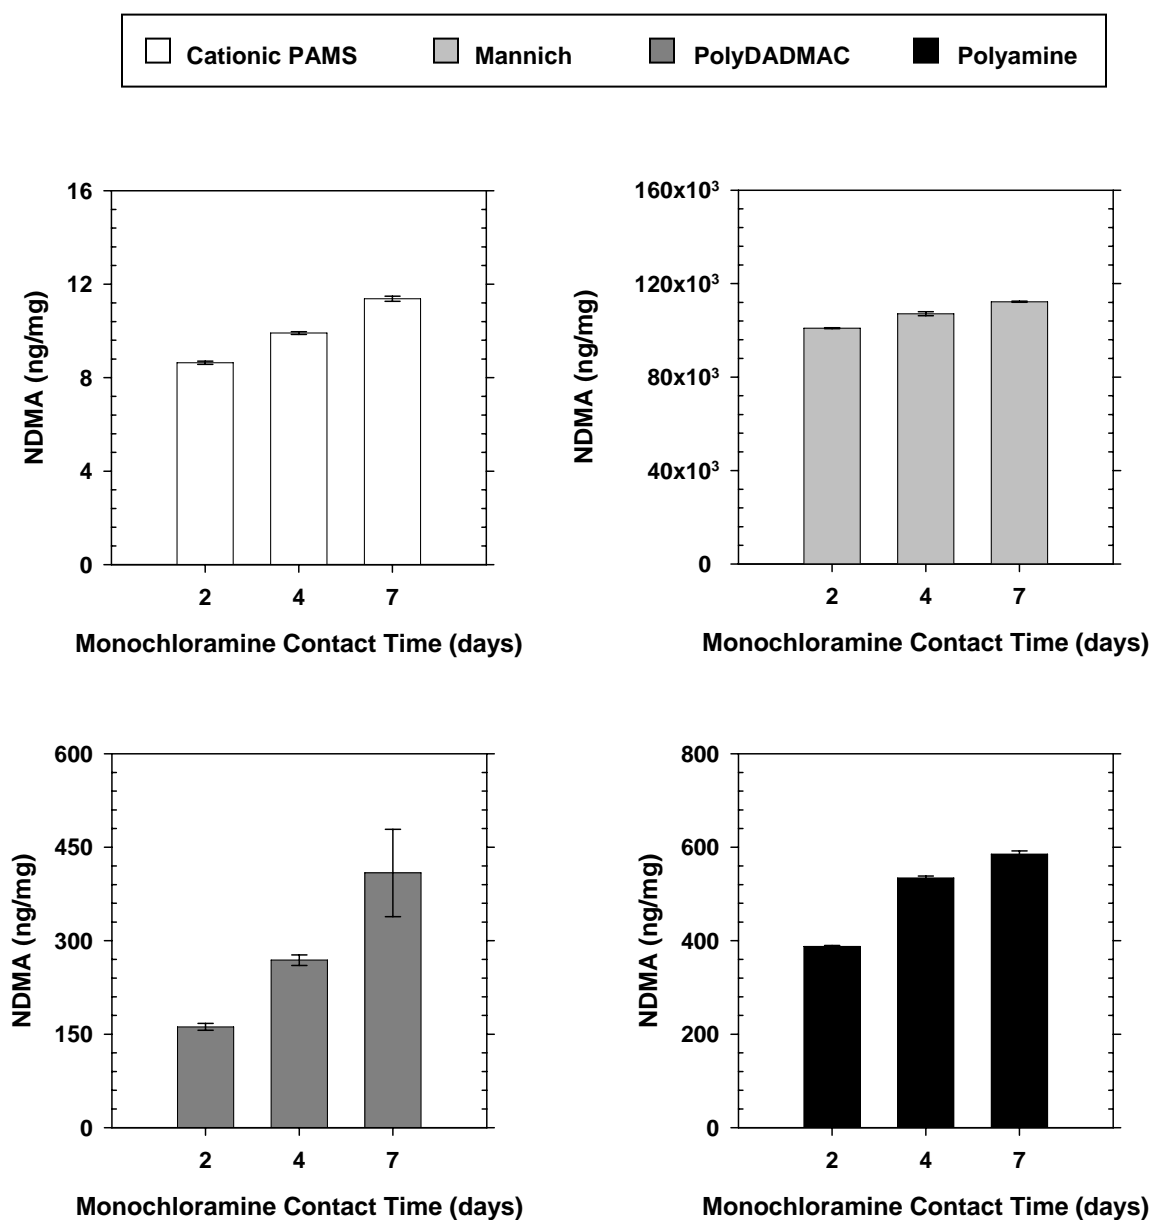 Cationic PAMS Mannich PolyDADMAC Polyamine
16
12
8
4
0
NDMA (ng/mg)
2 4 7
Monochloramine Contact Time (days)
160x10³
120x10³
80x10³
40x10³
0
NDMA (ng/mg)
2 4 7
Monochloramine Contact Time (days)
600
450
300
150
0
NDMA (ng/mg)
2 4 7
Monochloramine Contact Time (days)
800
600
400
200
0
NDMA (ng/mg)
2 4 7
Monochloramine Contact Time (days)